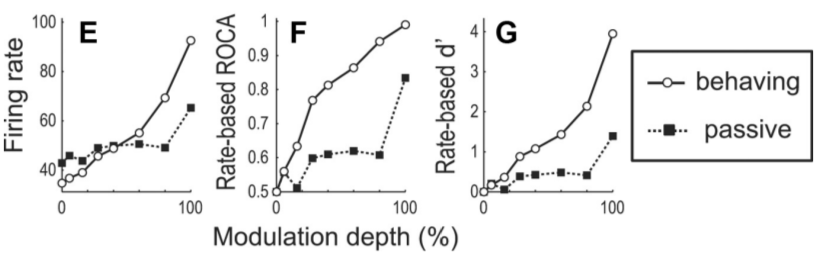 E
Firing rate
100
80
60
40
0
100
F
Rate-based ROCA
1
0.9
0.8
0.7
0.6
0.5
0
100
G
Rate-based d'
4
3
2
1
0
0
100
Modulation depth (%)
behaving
passive